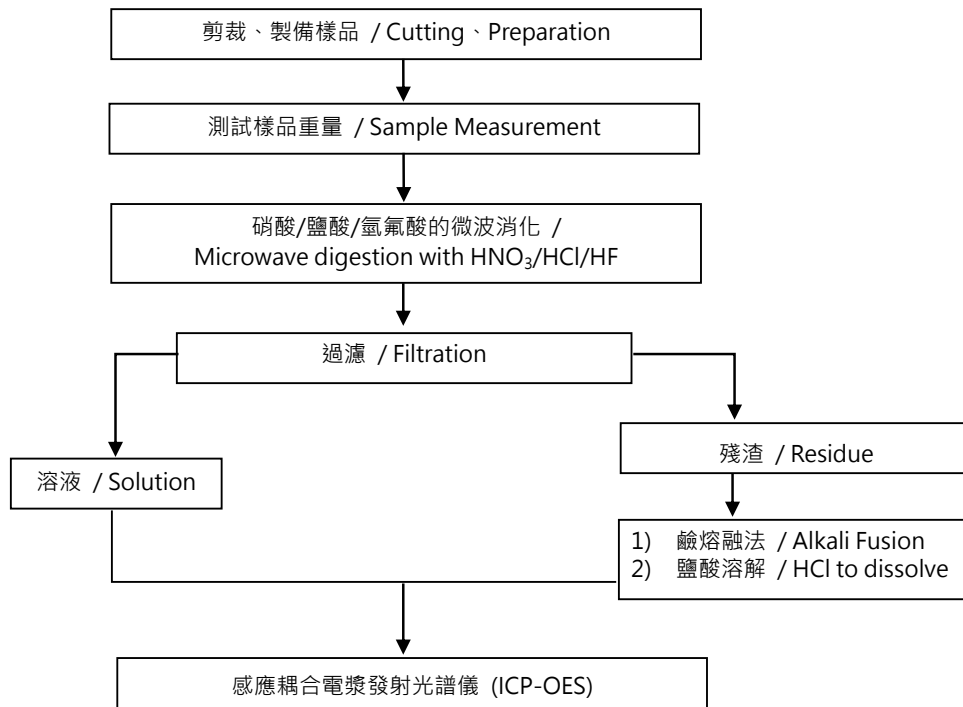 剪裁、製備樣品 / Cutting、Preparation
測試樣品重量 / Sample Measurement
硝酸/鹽酸/氫氟酸的微波消化 /
Microwave digestion with HNO₃/HCl/HF
過濾 / Filtration
溶液 / Solution
殘渣 / Residue
1) 鹼熔融法 / Alkali Fusion
2) 鹽酸溶解 / HCl to dissolve
感應耦合電漿發射光譜儀 (ICP-OES)